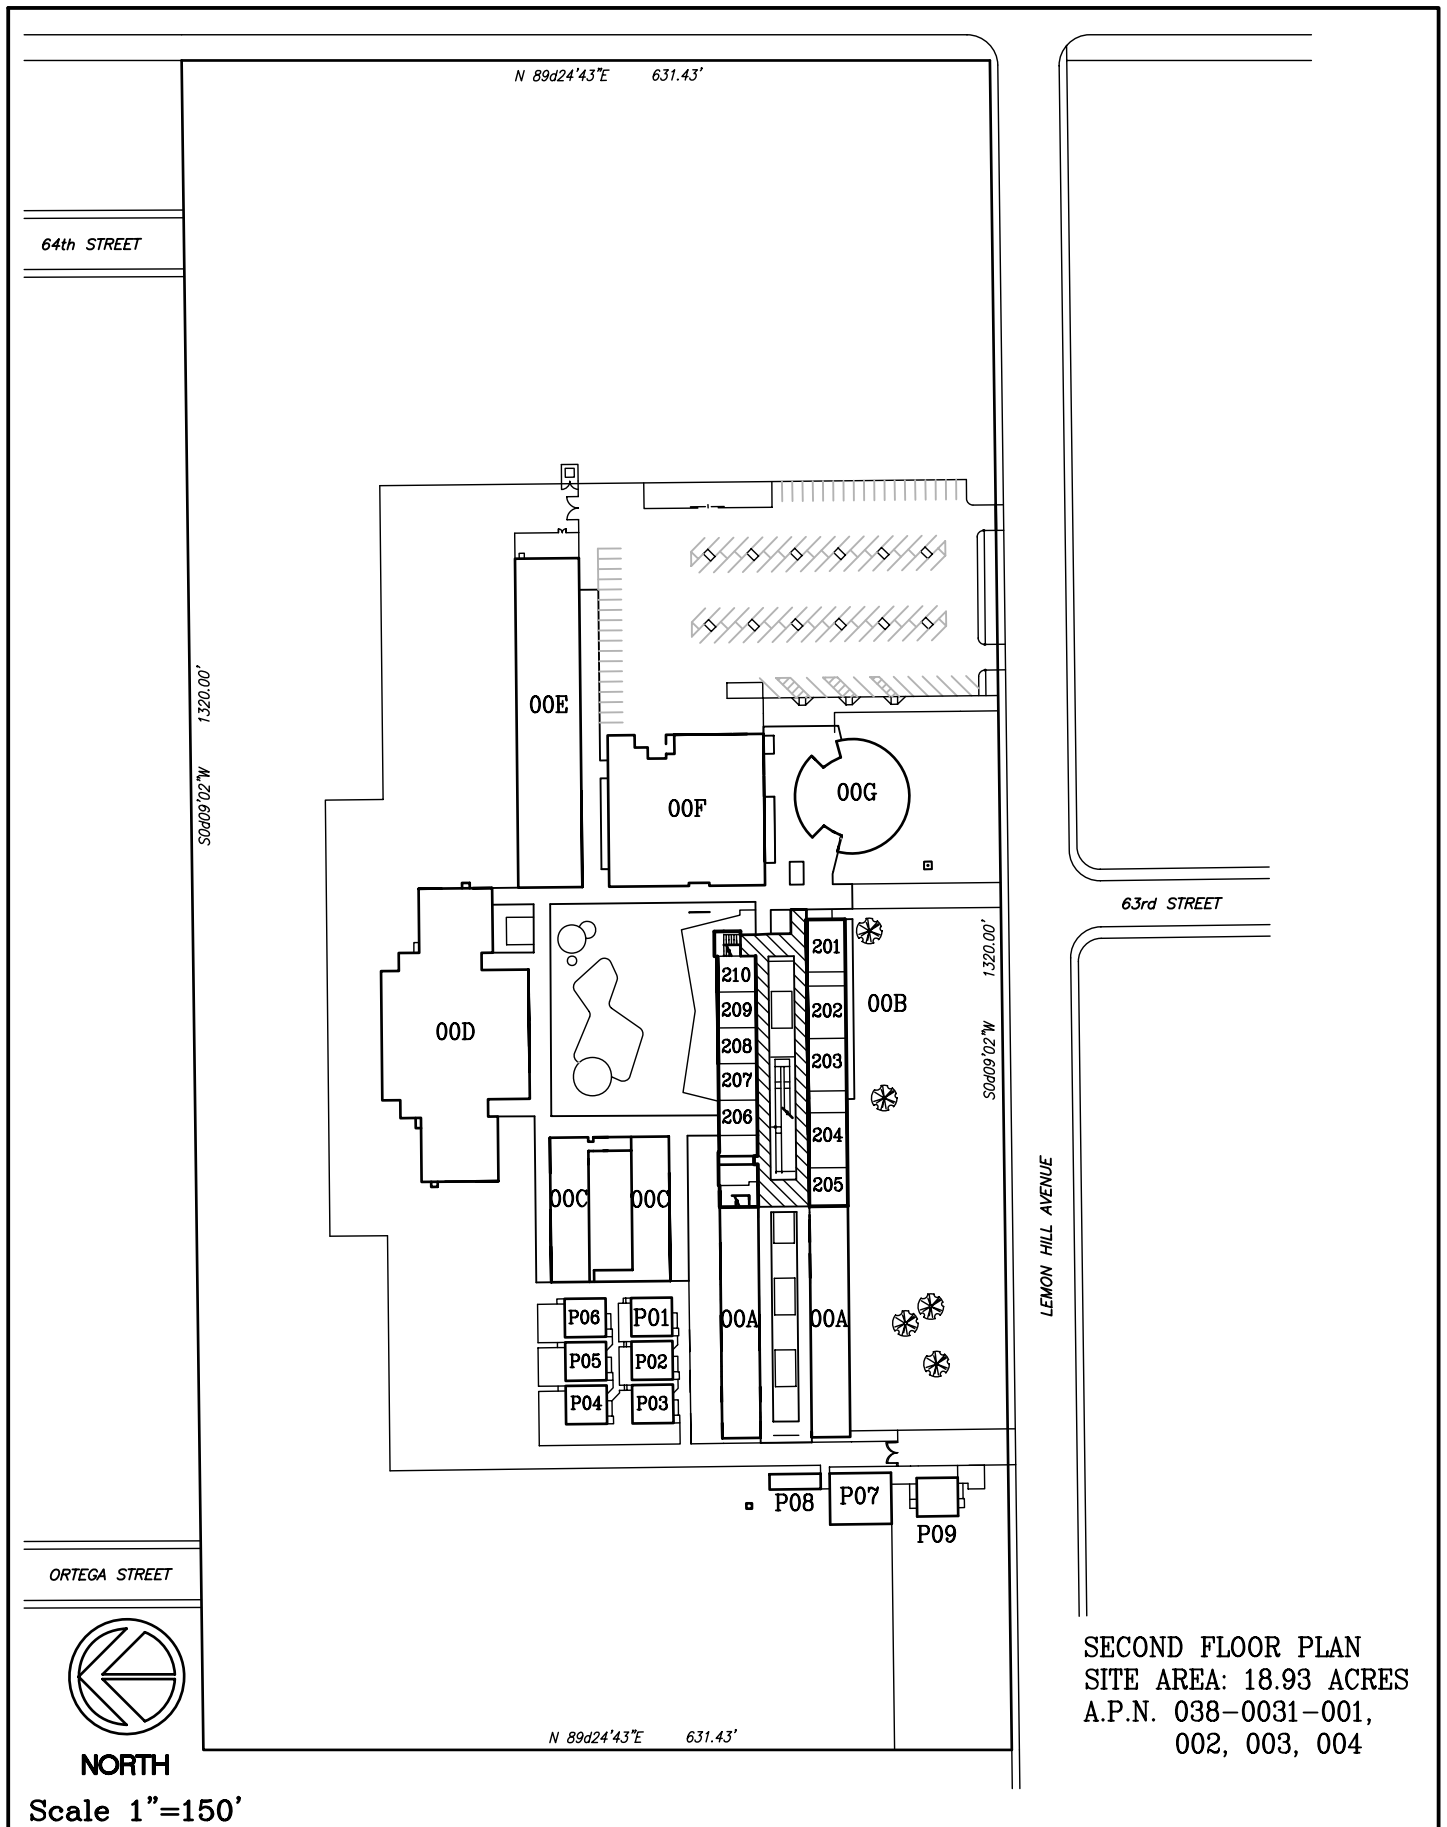 N 89d24'43"E 631.43'
64th STREET
S0d09'02"W 1320.00'
00E
00F
00G
63rd STREET
201
210
209
202
00B
S0d09'02"W 1320.00'
00D
208
203
207
206
204
205
00C 00C
LEMON HILL AVENUE
P06 P01
00A 00A
P05 P02
P04 P03
P08
P07
P09
ORTEGA STREET
NORTH
Scale 1"=150'
N 89d24'43"E 631.43'
SECOND FLOOR PLAN
SITE AREA: 18.93 ACRES
A.P.N. 038-0031-001,
002, 003, 004